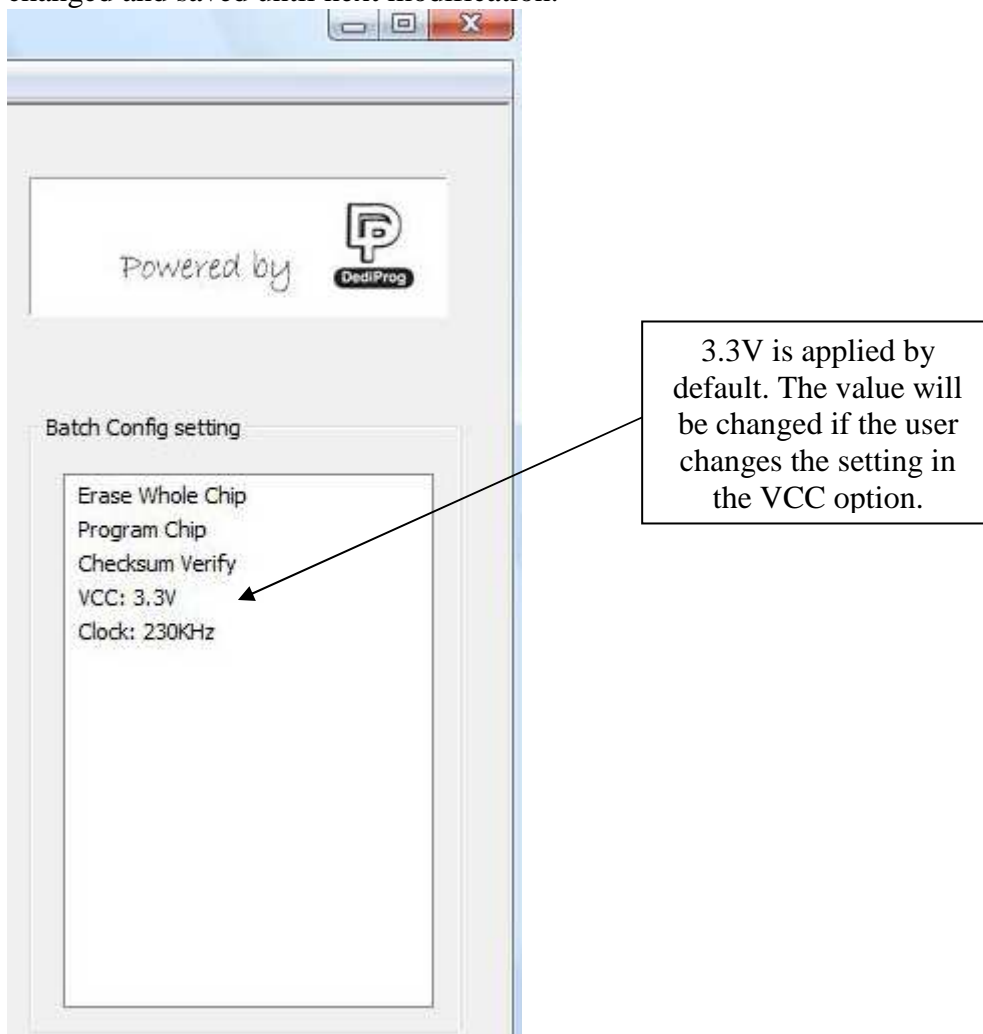 changed and saved until next modification.
Powered by
DediProg
3.3V is applied by
default. The value will
be changed if the user
changes the setting in
the VCC option.
Batch Config setting
Erase Whole Chip
Program Chip
Checksum Verify
VCC: 3.3V
Clock: 230KHz